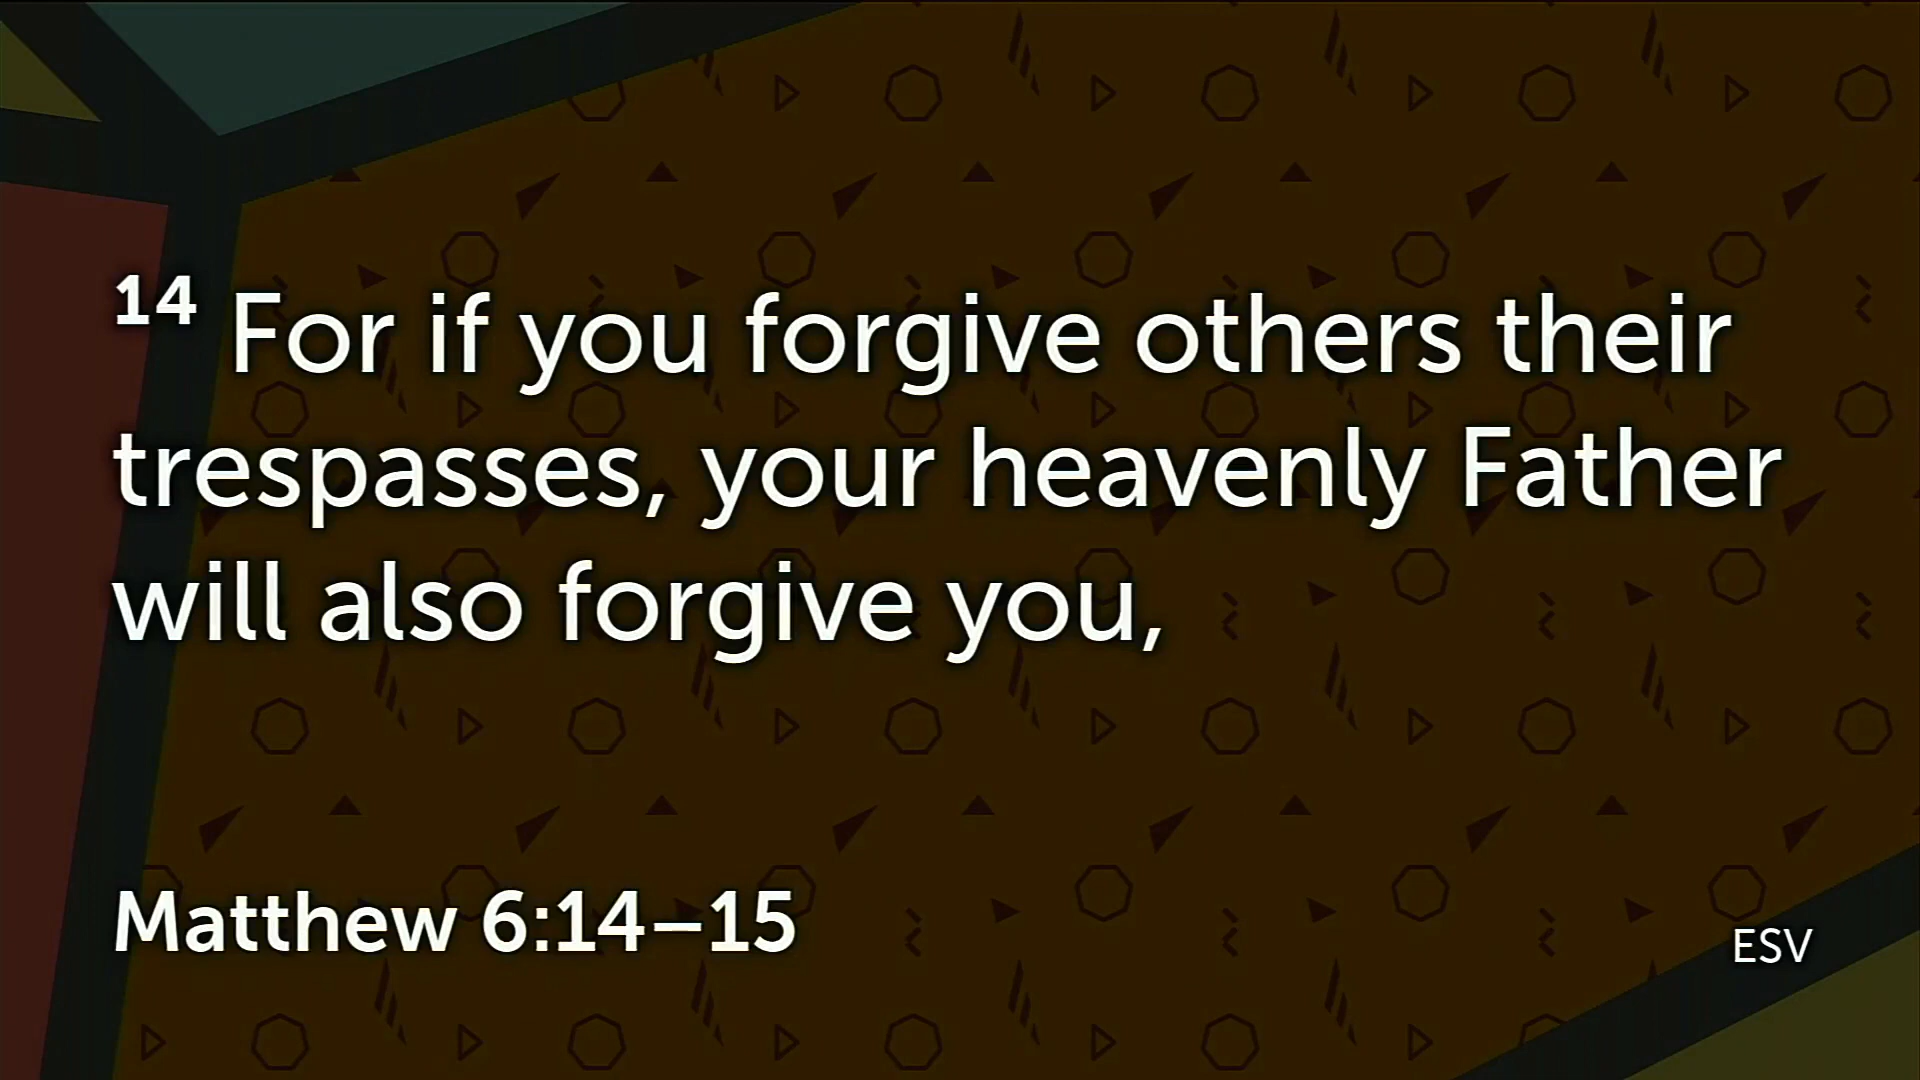 14 For if you forgive others their
trespasses, your heavenly Father
will also forgive you,
Matthew 6:14–15
ESV